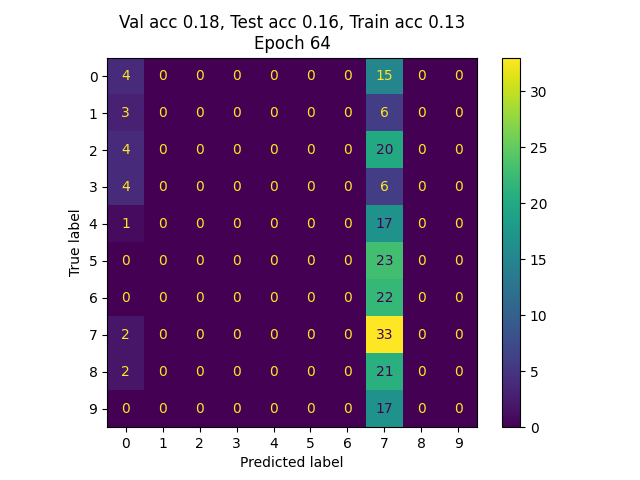 Val acc 0.18, Test acc 0.16, Train acc 0.13
Epoch 64
0 4 0 0 0 0 0 0 15 0 0
1 3 0 0 0 0 0 0 6 0 0
2 4 0 0 0 0 0 0 20 0 0
3 4 0 0 0 0 0 0 6 0 0
4 1 0 0 0 0 0 0 17 0 0
5 0 0 0 0 0 0 0 23 0 0
6 0 0 0 0 0 0 0 22 0 0
7 2 0 0 0 0 0 0 33 0 0
8 2 0 0 0 0 0 0 21 0 0
9 0 0 0 0 0 0 0 17 0 0
0 1 2 3 4 5 6 7 8 9
Predicted label
True label
30
25
20
15
10
5
0